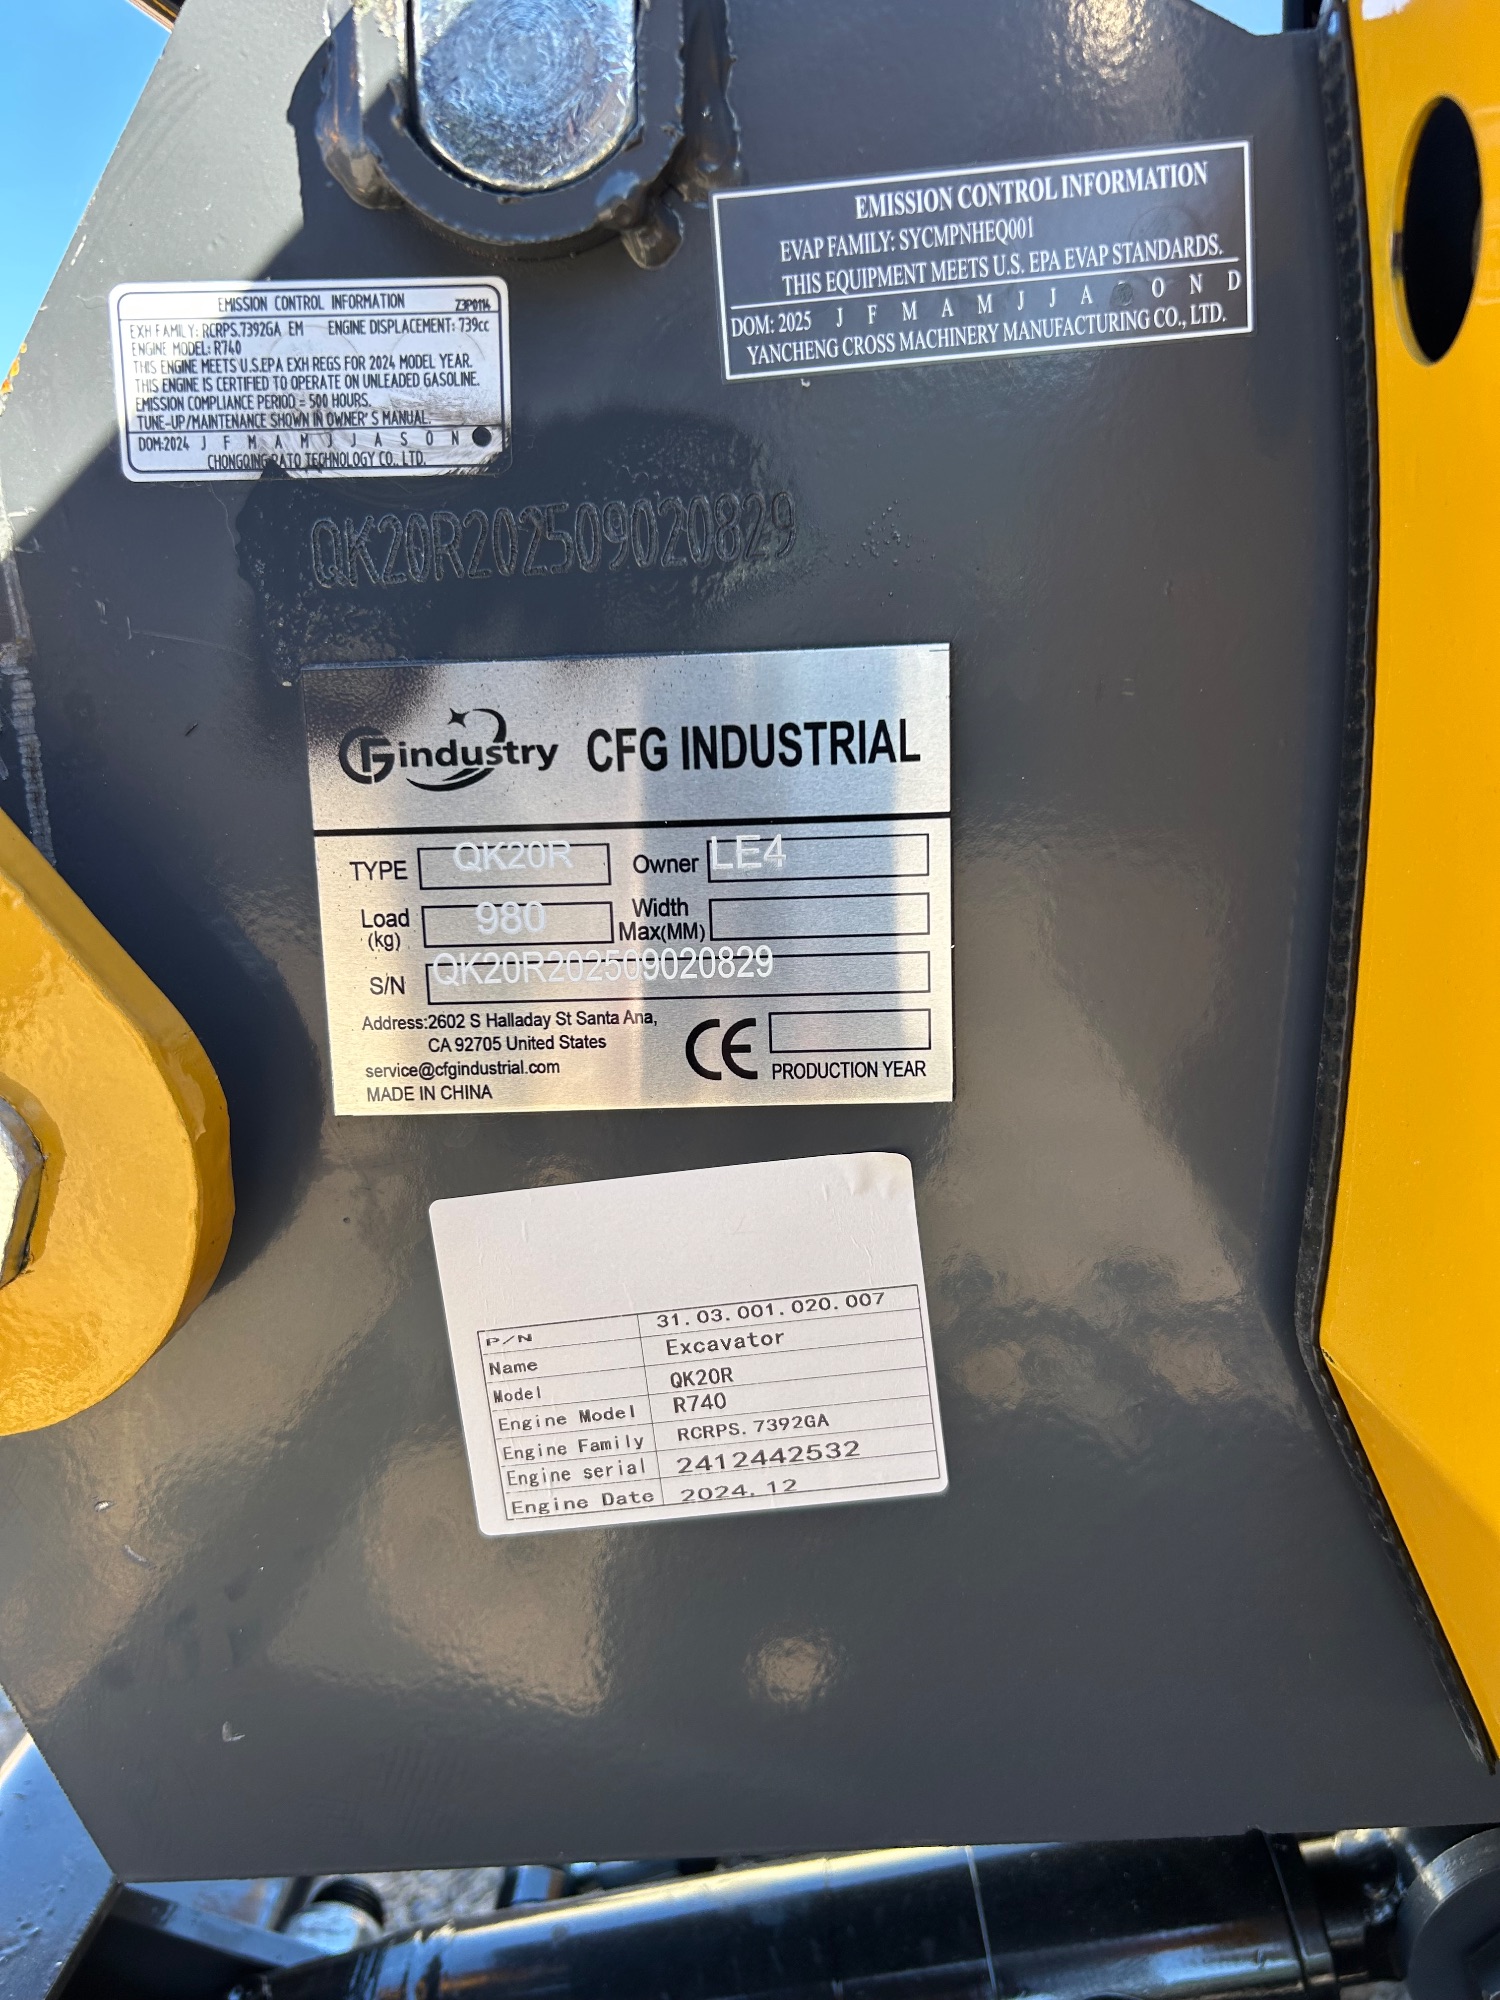 EMISSION CONTROL INFORMATION Z3P0114
EXH FAMILY: RCRPS.7392GA EM ENGINE DISPLACEMENT: 739cc
ENGINE MODEL: R740
THIS ENGINE MEETS U.S.EPA EXH REGS FOR 2024 MODEL YEAR.
THIS ENGINE IS CERTIFIED TO OPERATE ON UNLEADED GASOLINE.
EMISSION COMPLIANCE PERIOD = 500 HOURS.
TUNE-UP/MAINTENANCE SHOWN IN OWNER'S MANUAL.
DOM:2024 J F M A M J J A S O N
CHONGQING RATO TECHNOLOGY CO., LTD.
EMISSION CONTROL INFORMATION
EVAP FAMILY: SYCMPNHEQ001
THIS EQUIPMENT MEETS U.S. EPA EVAP STANDARDS.
DOM: 2025 J F M A M J J A O N D
YANCHENG CROSS MACHINERY MANUFACTURING CO., LTD.
QK20R202509020829
CFG industry CFG INDUSTRIAL
TYPE QK20R Owner LE4
Load (kg) 980 Width Max(MM)
S/N QK20R202509020829
Address:2602 S Halladay St Santa Ana,
CA 92705 United States
service@cfgindustrial.com
MADE IN CHINA
CE PRODUCTION YEAR
P/N 31.03.001.020.007
Name Excavator
Model QK20R
Engine Model R740
Engine Family RCRPS.7392GA
Engine serial 2412442532
Engine Date 2024.12